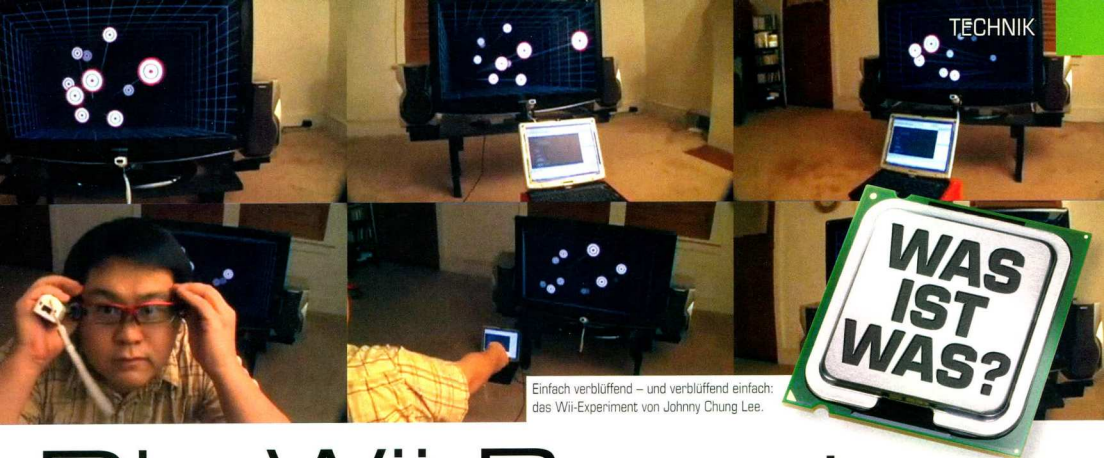 TECHNIK
WAS
IST
WAS?
Einfach verblüffend – und verblüffend einfach:
das Wii-Experiment von Johnny Chung Lee.